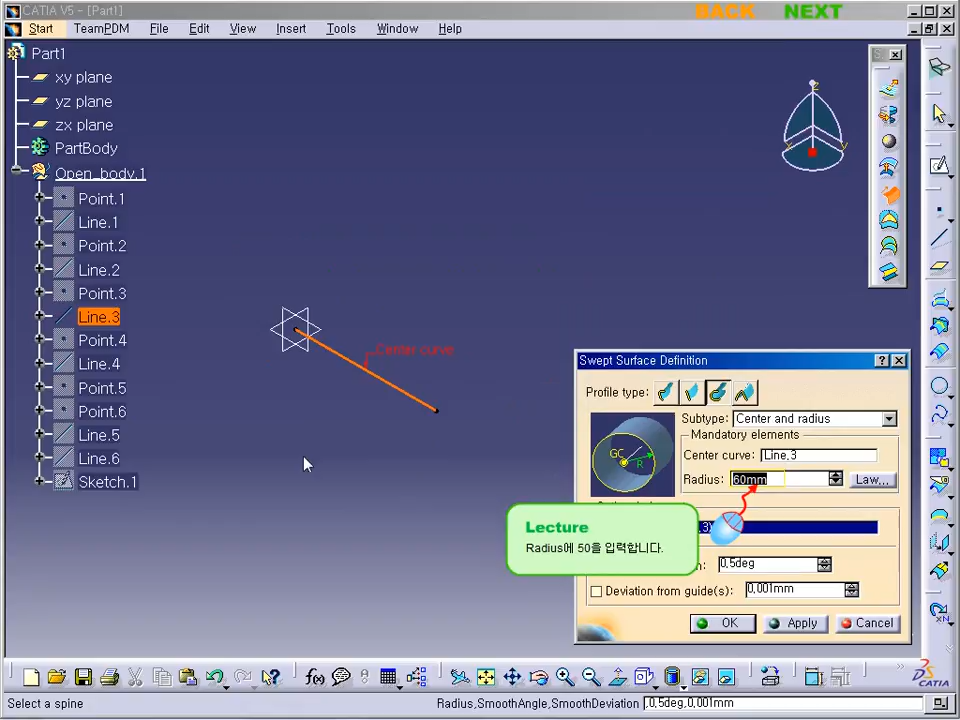 CATIA V5 - [Part1]
BACK NEXT
Start TeamPDM File Edit View Insert Tools Window Help
Part1
xy plane
yz plane
zx plane
PartBody
Open_body.1
Point.1
Line.1
Point.2
Line.2
Point.3
Line.3
Point.4
Line.4
Point.5
Point.6
Line.5
Line.6
Sketch.1
z
Center curve
Swept Surface Definition
Profile type:
Subtype: Center and radius
Mandatory elements
Center curve: Line.3
Radius: 60mm Law...
GC
R
Lecture
Radius에 50을 입력합니다.
0,5deg
Deviation from guide(s): 0,001mm
OK Apply Cancel
f(x)
CATIA
Select a spine
Radius,SmoothAngle,SmoothDeviation ,0,5deg,0,001mm